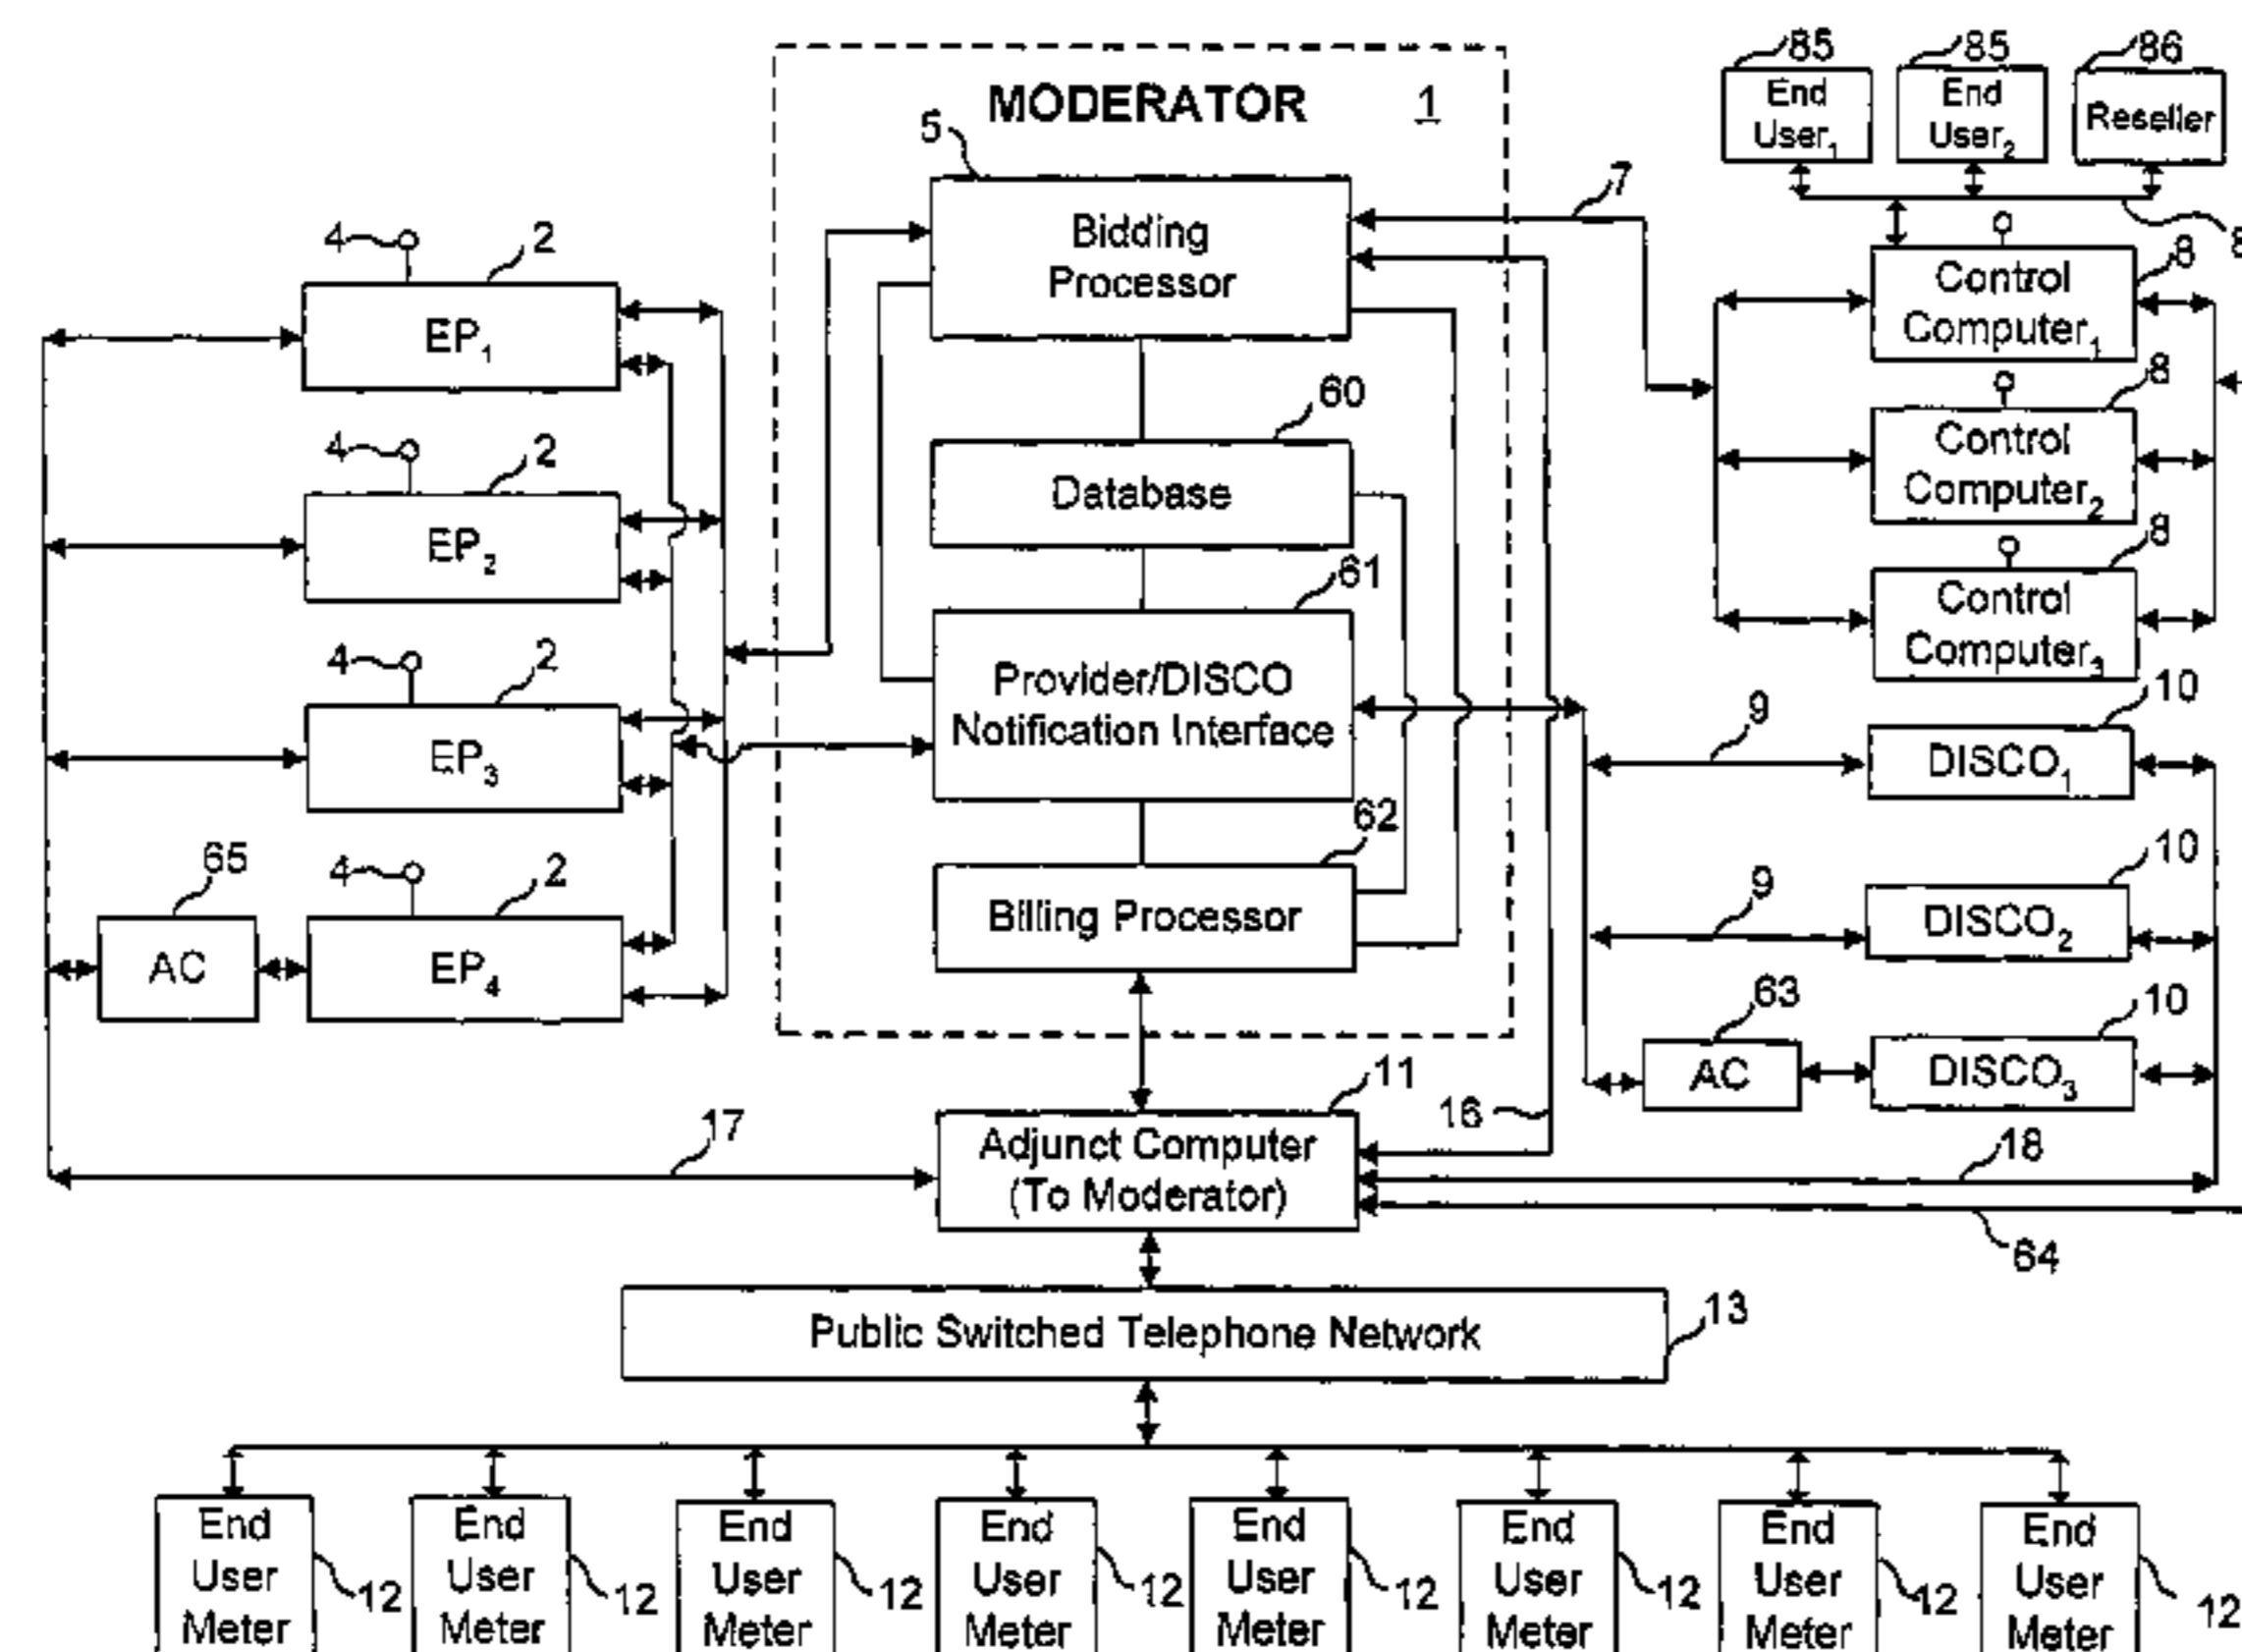 MODERATOR 1
5
Bidding
Processor
60
Database
61
Provider/DISCO
Notification Interface
62
Billing Processor
4 2
EP1
4 2
EP2
4 2
EP3
65
AC
4 2
EP4
85
End
User1
85
End
User2
86
Reseller
7
8
Control
Computer1
8
Control
Computer2
8
Control
Computer3
9
10
DISCO1
9
10
DISCO2
63
AC
10
DISCO3
11
Adjunct Computer
(To Moderator)
16
17
18
64
Public Switched Telephone Network
13
End
User
Meter
12
End
User
Meter
12
End
User
Meter
12
End
User
Meter
12
End
User
Meter
12
End
User
Meter
12
End
User
Meter
12
End
User
Meter
12